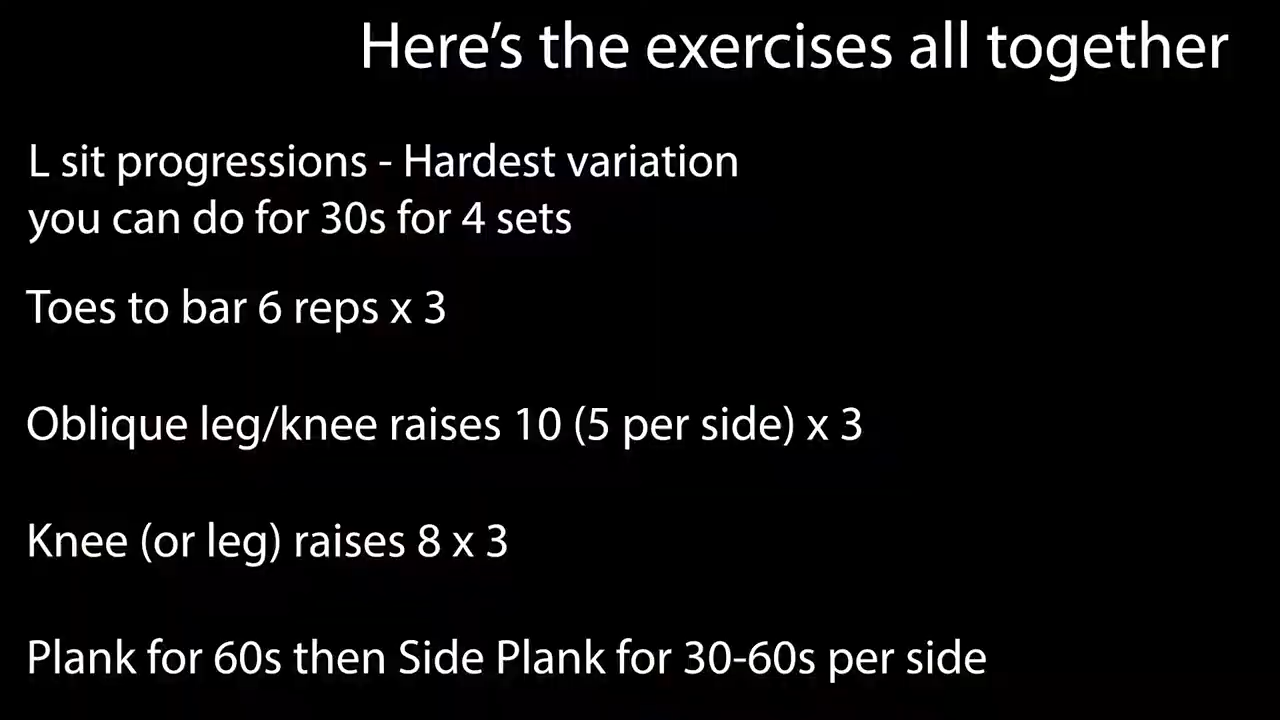 Here’s the exercises all together
L sit progressions - Hardest variation
you can do for 30s for 4 sets
Toes to bar 6 reps x 3
Oblique leg/knee raises 10 (5 per side) x 3
Knee (or leg) raises 8 x 3
Plank for 60s then Side Plank for 30-60s per side